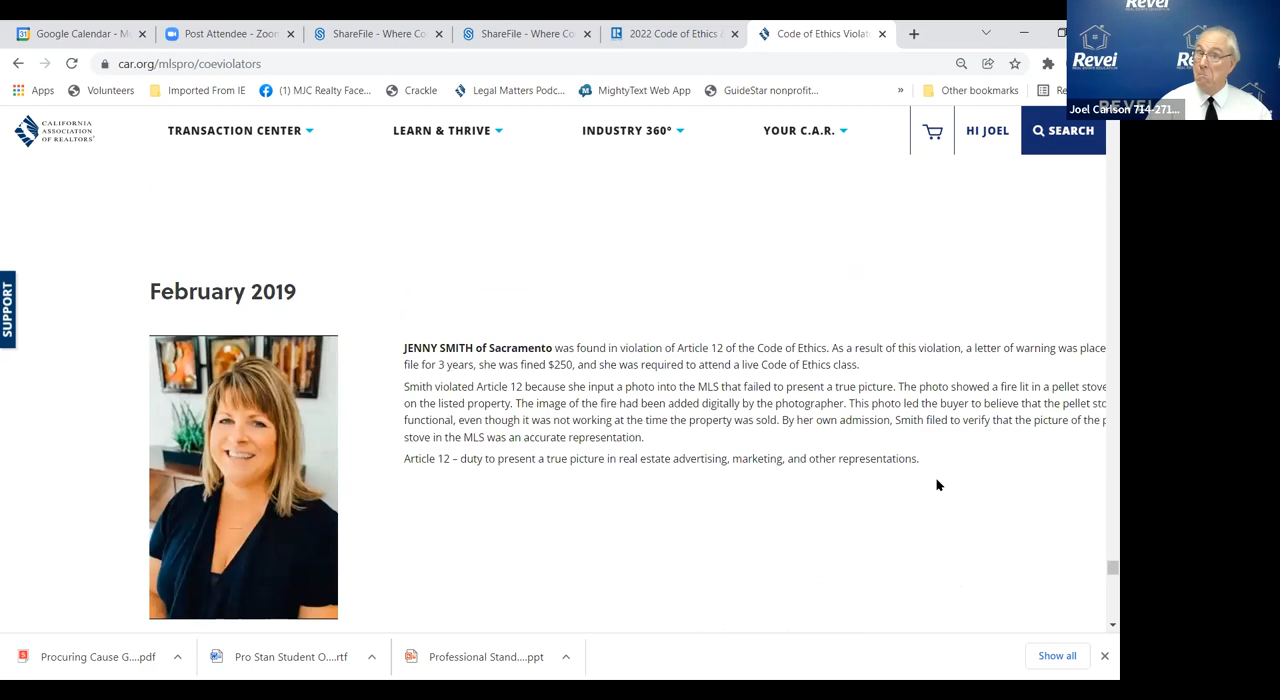 Google Calendar - M
Post Attendee - Zoon
ShareFile - Where Co
ShareFile - Where Co
2022 Code of Ethics &
Code of Ethics Violat
car.org/mlspro/coeviolators
Apps
Volunteers
Imported From IE
(1) MJC Realty Face...
Crackle
Legal Matters Podc...
MightyText Web App
GuideStar nonprofit...
»
Other bookmarks
Re
Revei
Revei
REAL ESTATE EDUCATION
Joel Carlson 714-271...
CALIFORNIA
ASSOCIATION
OF REALTORS®
TRANSACTION CENTER
LEARN & THRIVE
INDUSTRY 360°
YOUR C.A.R.
HI JOEL
SEARCH
SUPPORT
February 2019
JENNY SMITH of Sacramento was found in violation of Article 12 of the Code of Ethics. As a result of this violation, a letter of warning was place
file for 3 years, she was fined $250, and she was required to attend a live Code of Ethics class.
Smith violated Article 12 because she input a photo into the MLS that failed to present a true picture. The photo showed a fire lit in a pellet stove
on the listed property. The image of the fire had been added digitally by the photographer. This photo led the buyer to believe that the pellet sto
functional, even though it was not working at the time the property was sold. By her own admission, Smith filed to verify that the picture of the p
stove in the MLS was an accurate representation.
Article 12 – duty to present a true picture in real estate advertising, marketing, and other representations.
Procuring Cause G....pdf
Pro Stan Student O....rtf
Professional Stand....ppt
Show all